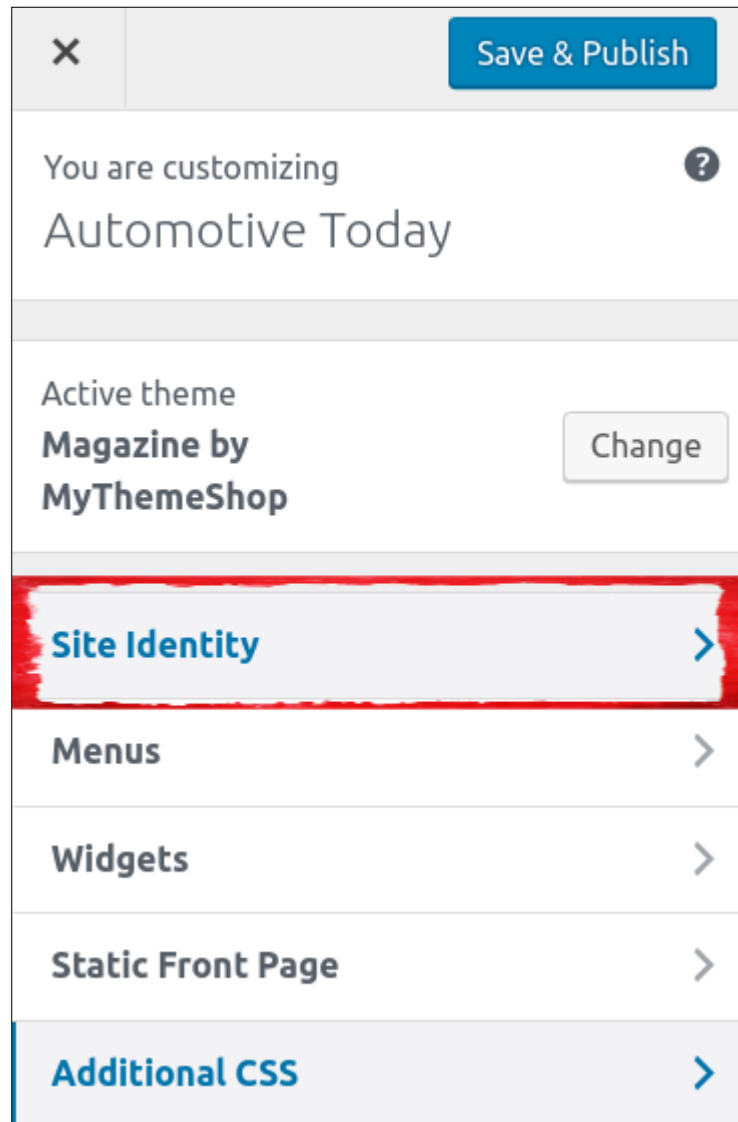 Save & Publish
You are customizing
Automotive Today
Active theme
Magazine by
MyThemeShop
Change
Site Identity
Menus
Widgets
Static Front Page
Additional CSS